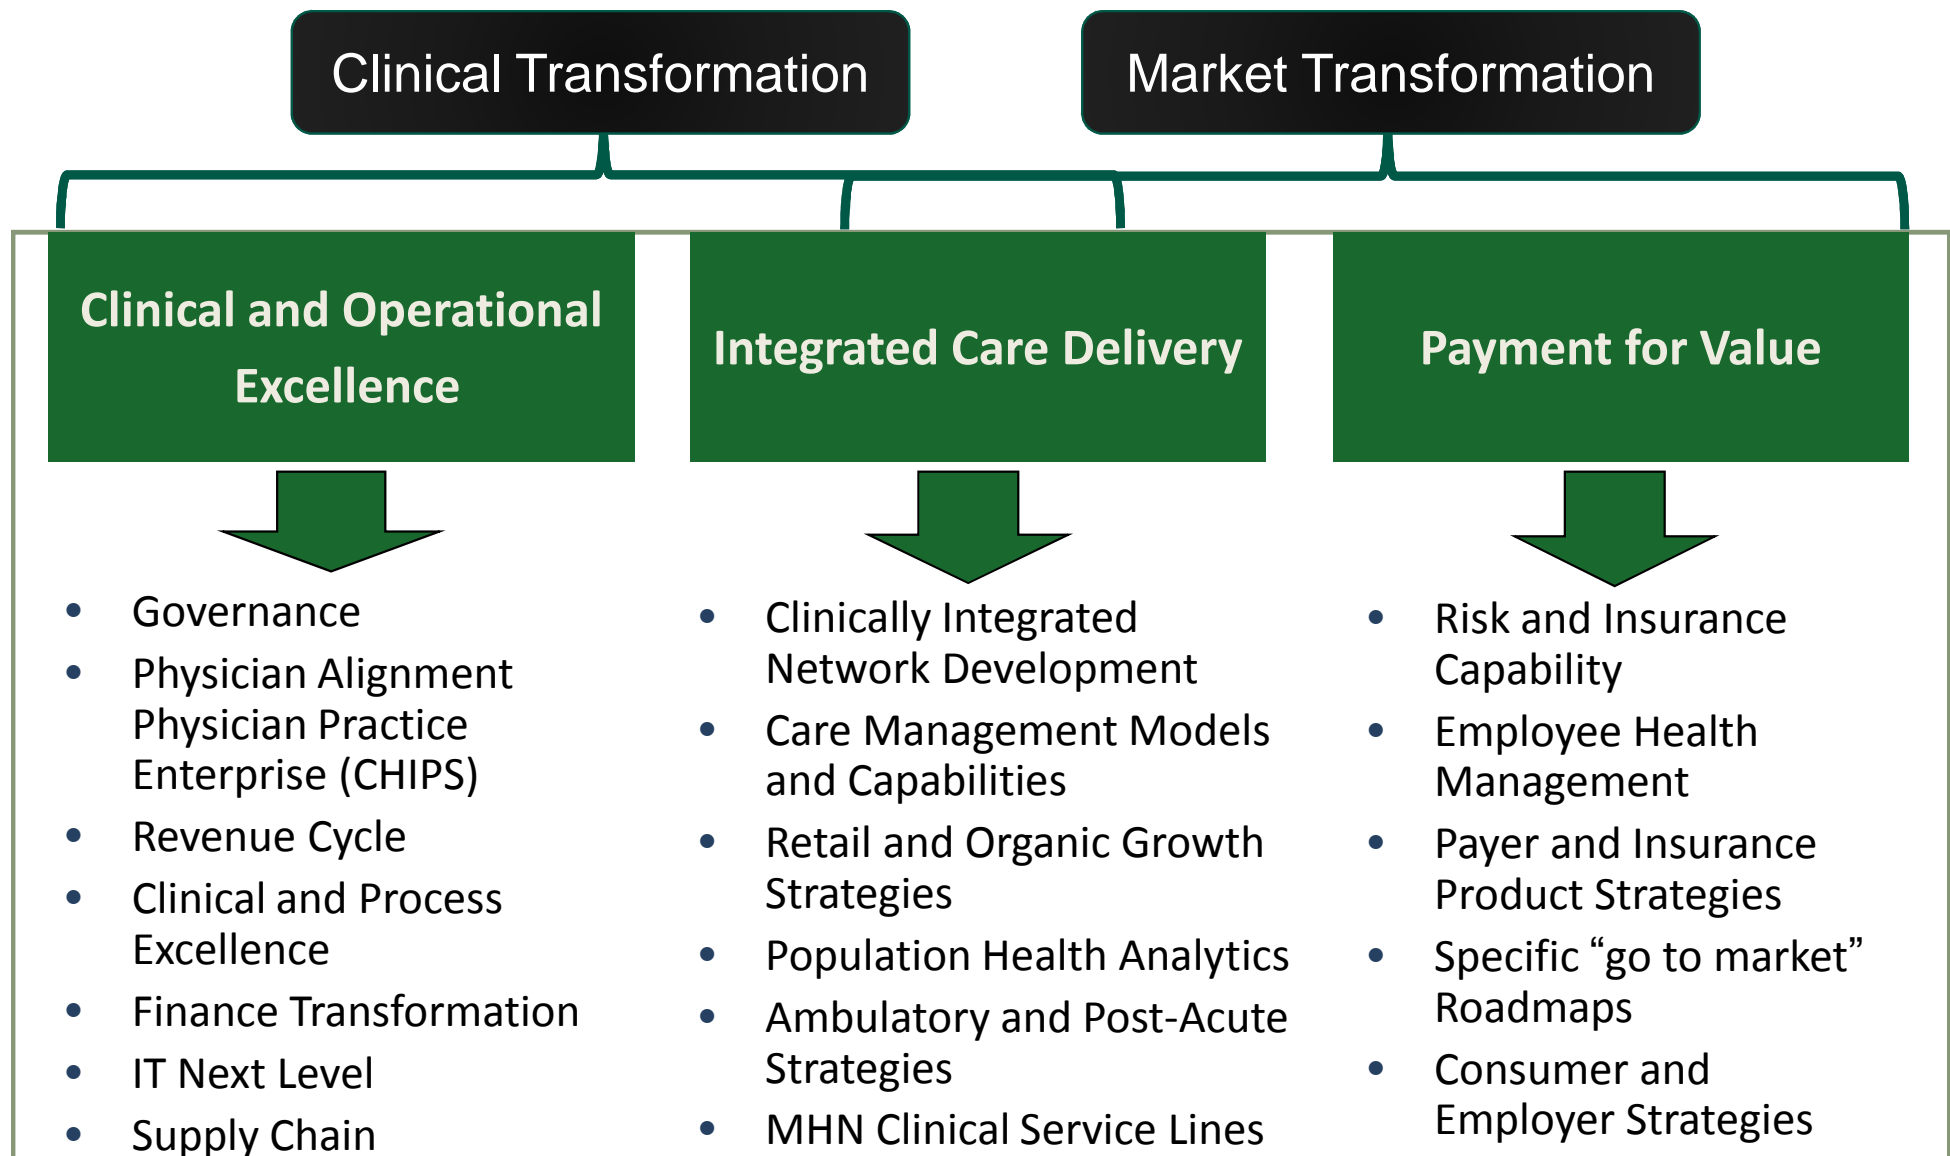 Clinical Transformation
Market Transformation
Clinical and Operational
Excellence
Integrated Care Delivery
Payment for Value
• Governance
• Physician Alignment
Physician Practice
Enterprise (CHIPS)
• Revenue Cycle
• Clinical and Process
Excellence
• Finance Transformation
• IT Next Level
• Supply Chain
• Clinically Integrated
Network Development
• Care Management Models
and Capabilities
• Retail and Organic Growth
Strategies
• Population Health Analytics
• Ambulatory and Post-Acute
Strategies
• MHN Clinical Service Lines
• Risk and Insurance
Capability
• Employee Health
Management
• Payer and Insurance
Product Strategies
• Specific “go to market”
Roadmaps
• Consumer and
Employer Strategies